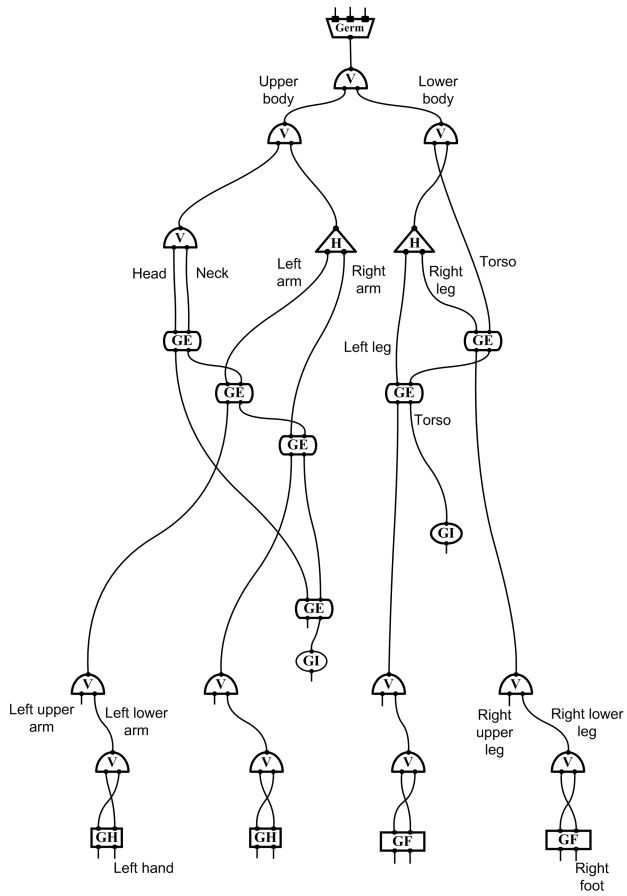 Germ
V
Upper
body
Lower
body
V
V
V
H
H
Head
Neck
Left
arm
Right
arm
Right
leg
Torso
GE
GE
Left leg
GE
GE
Torso
GE
GI
GE
GI
V
V
V
V
Left upper
arm
Left lower
arm
Right
upper
leg
Right lower
leg
V
V
V
V
GH
GH
GF
GF
Left hand
Right
foot